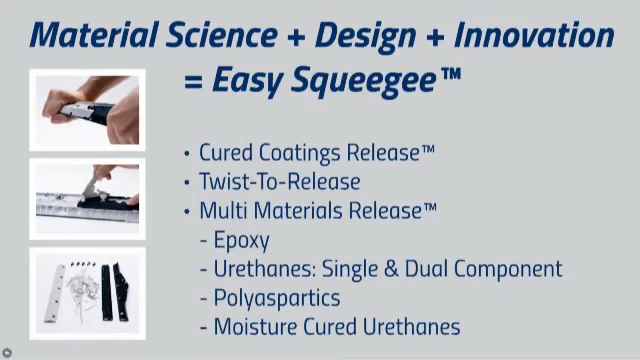 Material Science + Design + Innovation
= Easy Squeegee™
• Cured Coatings Release™
• Twist-To-Release
• Multi Materials Release™
- Epoxy
- Urethanes: Single & Dual Component
- Polyaspartics
- Moisture Cured Urethanes